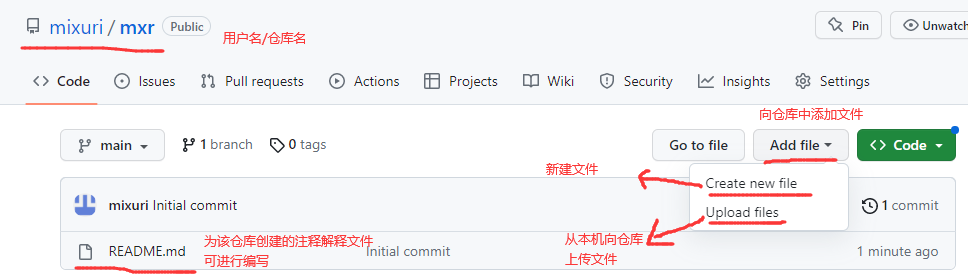 mixuri / mxr Public
Pin
Unwatch
用户名/仓库名
Code Issues Pull requests Actions Projects Wiki Security Insights Settings
向仓库中添加文件
main 1 branch 0 tags Go to file Add file Code
新建文件
Create new file
mixuri Initial commit
1 commit
Upload files
README.md
为该仓库创建的注释解释文件
可进行编写
Initial commit
从本机向仓库
上传文件
1 minute ago